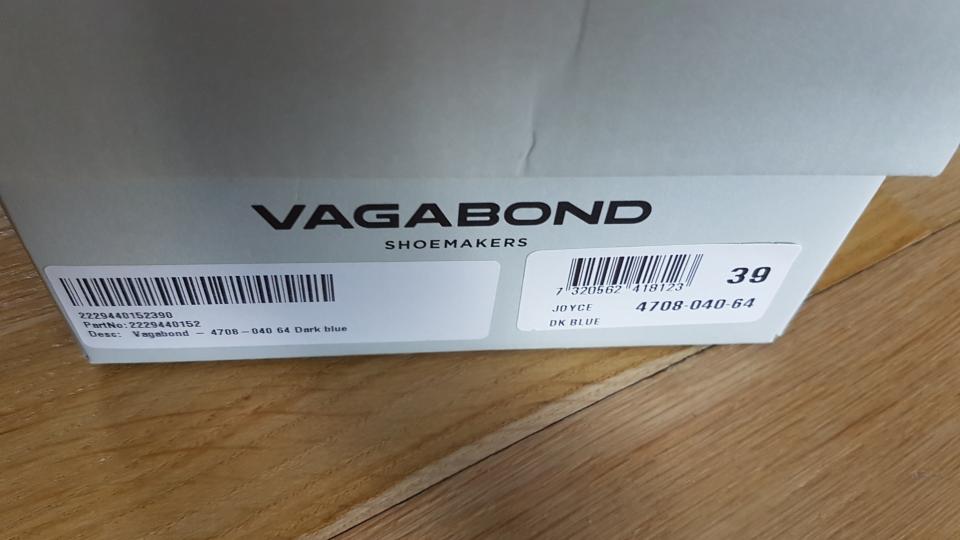 VAGABOND
SHOEMAKERS
2229440152390
PartNo:2229440152
Desc: Vagabond - 4708-040 64 Dark blue
7 320562 418123
39
JOYCE 4708-040-64
DK BLUE